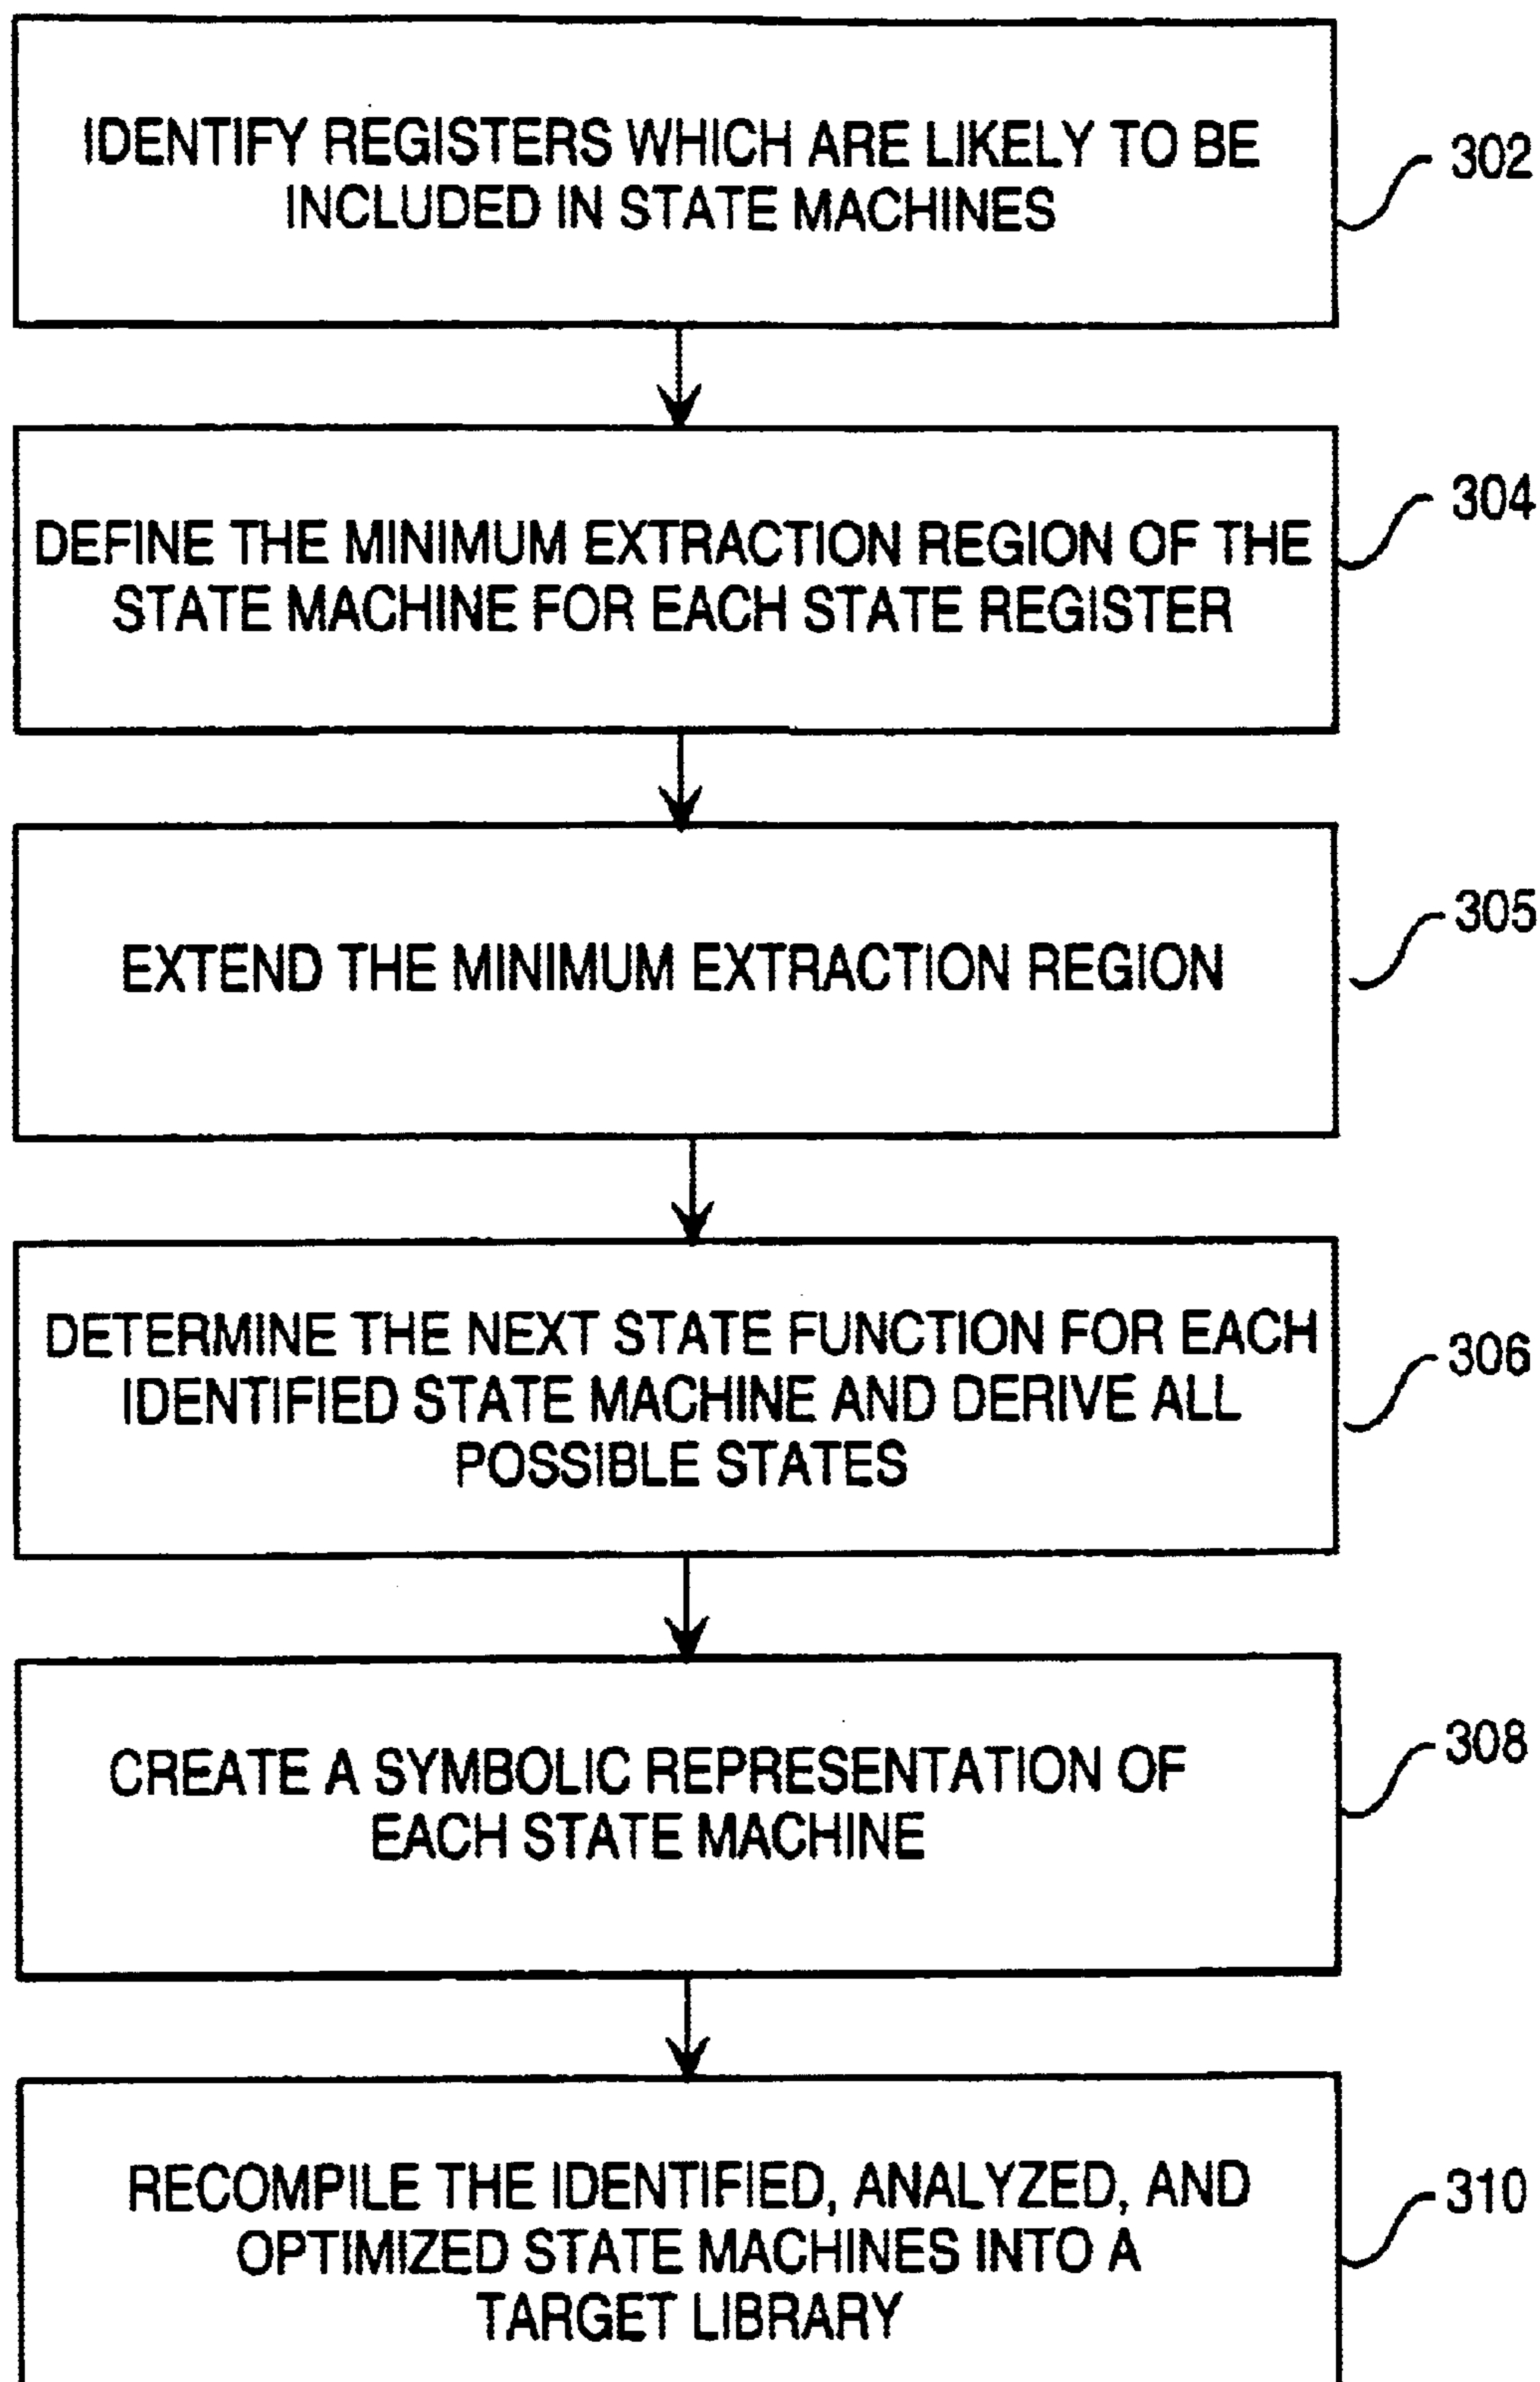 IDENTIFY REGISTERS WHICH ARE LIKELY TO BE
INCLUDED IN STATE MACHINES
302
DEFINE THE MINIMUM EXTRACTION REGION OF THE
STATE MACHINE FOR EACH STATE REGISTER
304
EXTEND THE MINIMUM EXTRACTION REGION
305
DETERMINE THE NEXT STATE FUNCTION FOR EACH
IDENTIFIED STATE MACHINE AND DERIVE ALL
POSSIBLE STATES
306
CREATE A SYMBOLIC REPRESENTATION OF
EACH STATE MACHINE
308
RECOMPILE THE IDENTIFIED, ANALYZED, AND
OPTIMIZED STATE MACHINES INTO A
TARGET LIBRARY
310